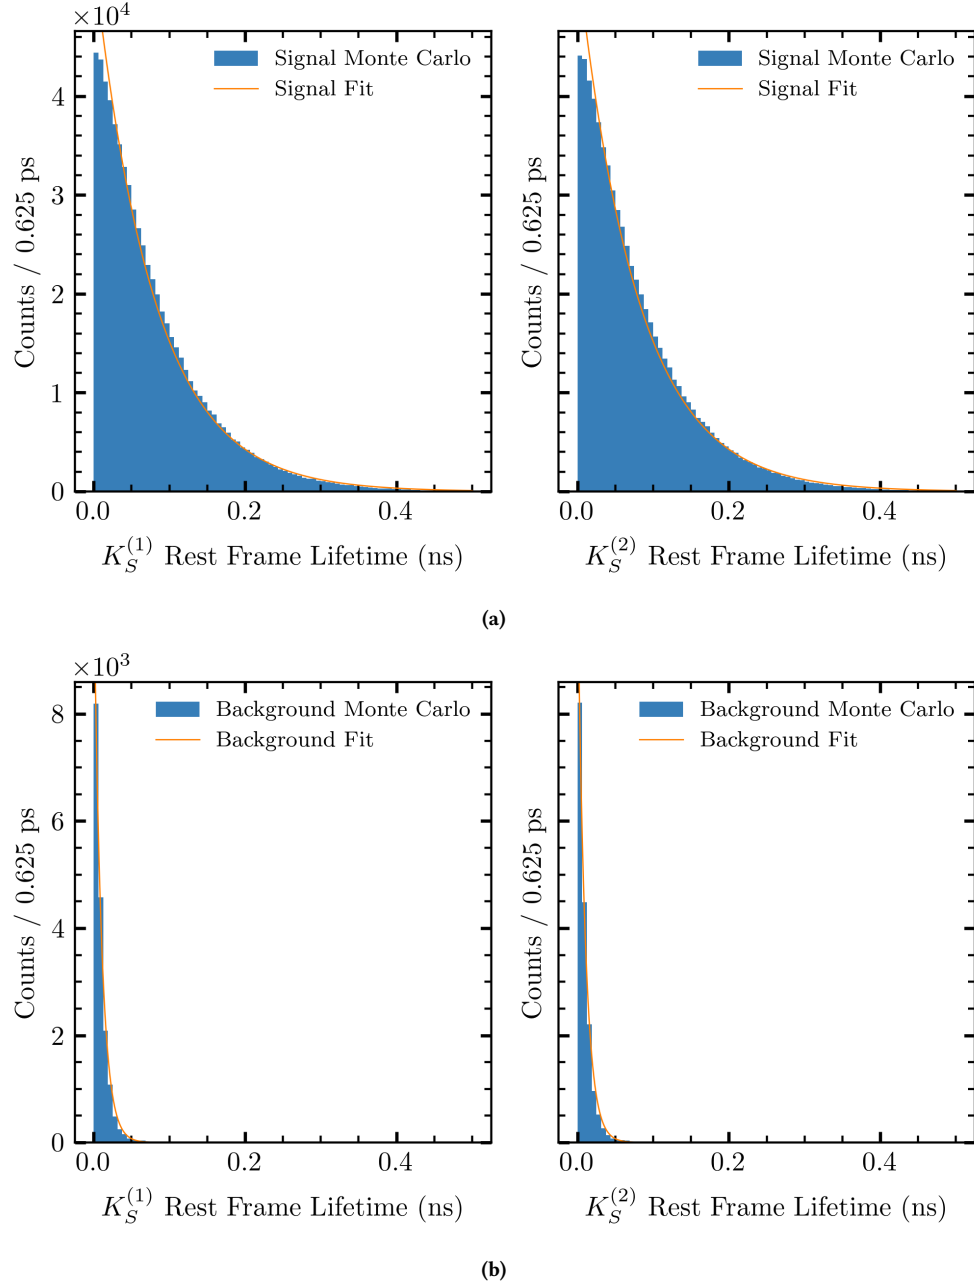 ×10⁴
Signal Monte Carlo
Signal Fit
Counts / 0.625 ps
4
3
2
1
0
0.0 0.2 0.4
K_S^(1) Rest Frame Lifetime (ns)
Signal Monte Carlo
Signal Fit
Counts / 0.625 ps
0.0 0.2 0.4
K_S^(2) Rest Frame Lifetime (ns)
(a)
×10³
Background Monte Carlo
Background Fit
Counts / 0.625 ps
8
6
4
2
0
0.0 0.2 0.4
K_S^(1) Rest Frame Lifetime (ns)
Background Monte Carlo
Background Fit
Counts / 0.625 ps
0.0 0.2 0.4
K_S^(2) Rest Frame Lifetime (ns)
(b)